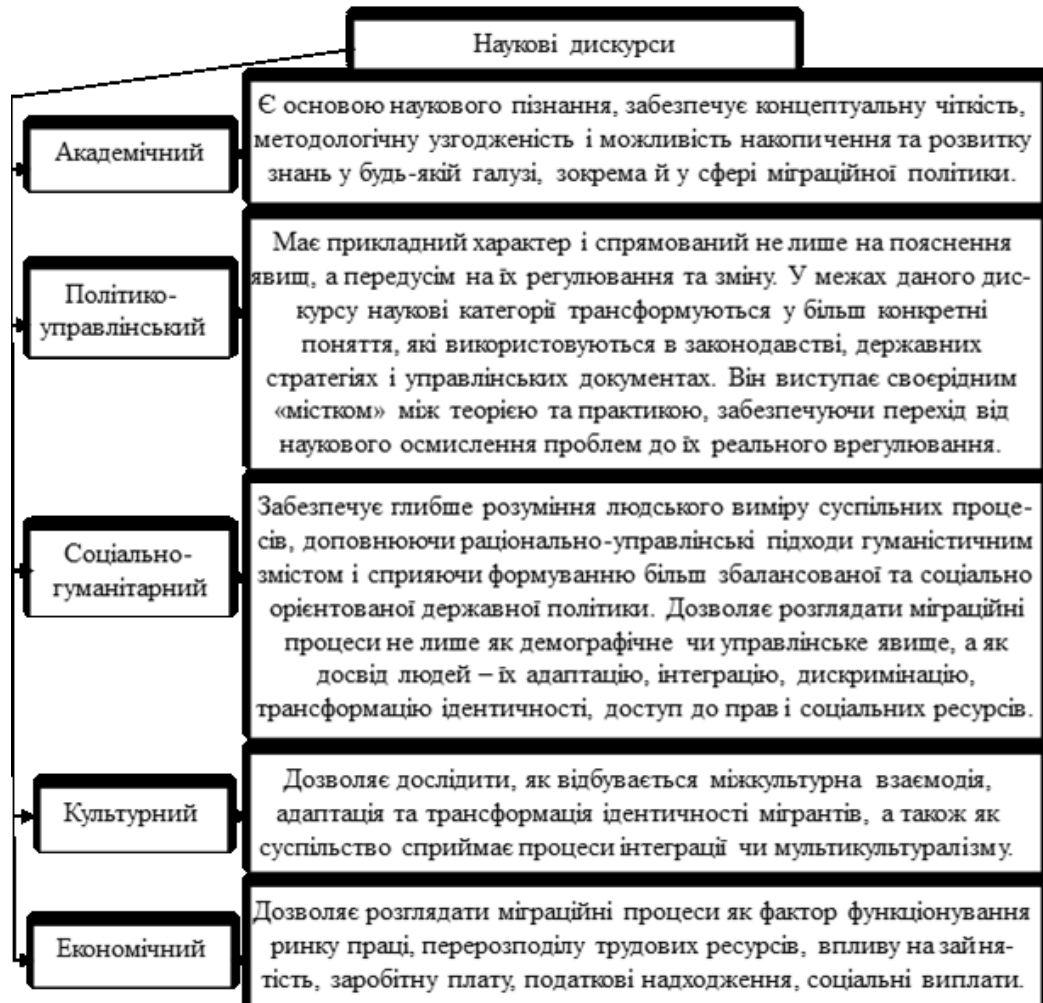 Наукові дискурси
Академічний
Є основою наукового пізнання, забезпечує концептуальну чіткість,
методологічну узгодженість і можливість накопичення та розвитку
знань у будь-якій галузі, зокрема й у сфері міграційної політики.
Політико-
управлінський
Має прикладний характер і спрямований не лише на пояснення
явищ, а передусім на їх регулювання та зміну. У межах даного дис-
курсу наукові категорії трансформуються у більш конкретні
поняття, які використовуються в законодавстві, державних
стратегіях і управлінських документах. Він виступає своєрідним
«містком» між теорією та практикою, забезпечуючи перехід від
наукового осмислення проблем до їх реального врегулювання.
Соціально-
гуманітарний
Забезпечує глибше розуміння людського виміру суспільних проце-
сів, доповнюючи раціонально-управлінські підходи гуманістичним
змістом і сприяючи формуванню більш збалансованої та соціально
орієнтованої державної політики. Дозволяє розглядати міграційні
процеси не лише як демографічне чи управлінське явище, а як
досвід людей – їх адаптацію, інтеграцію, дискримінацію,
трансформацію ідентичності, доступ до прав і соціальних ресурсів.
Культурний
Дозволяє дослідити, як відбувається міжкультурна взаємодія,
адаптація та трансформація ідентичності мігрантів, а також як
суспільство сприймає процеси інтеграції чи мультикультуралізму.
Економічний
Дозволяє розглядати міграційні процеси як фактор функціонування
ринку праці, перерозподілу трудових ресурсів, впливу на зайня-
тість, заробітну плату, податкові надходження, соціальні виплати.